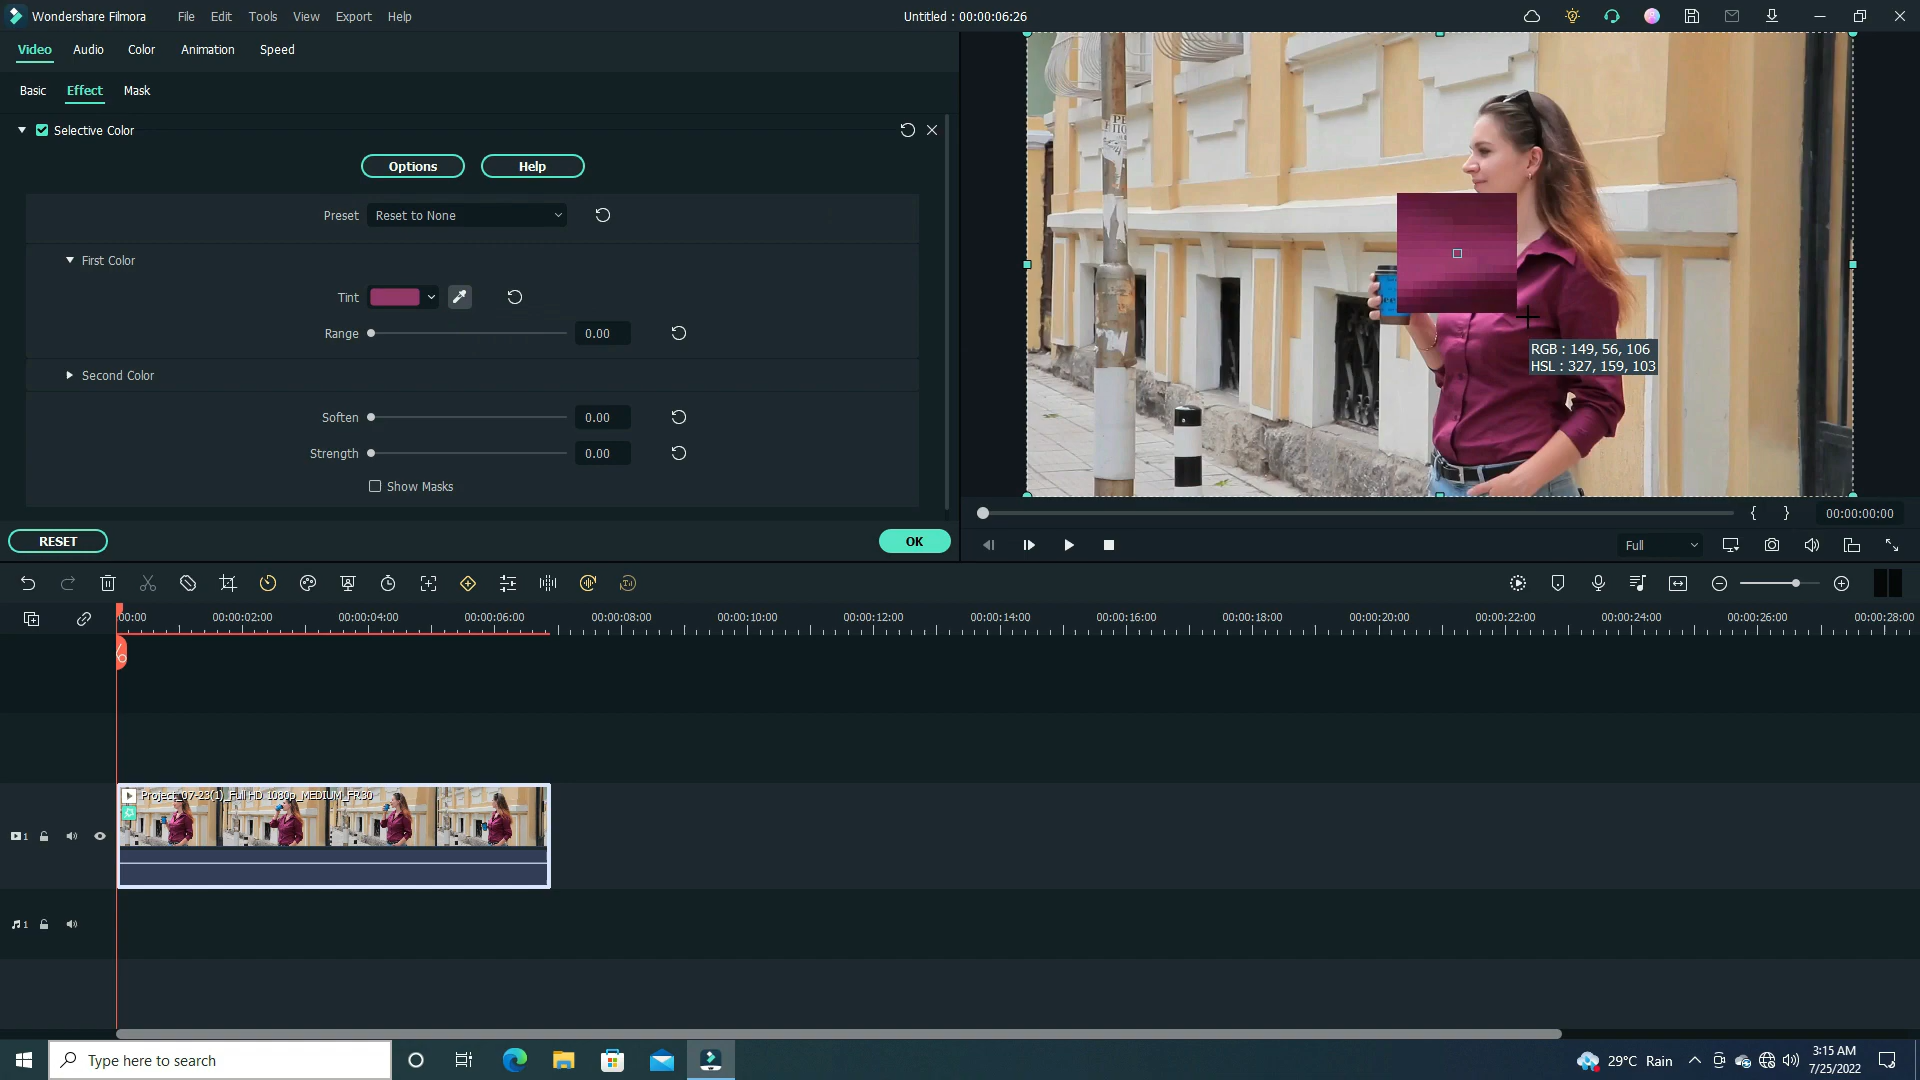 Wondershare Filmora File Edit Tools View Export Help Untitled : 00:00:06:26
Video Audio Color Animation Speed
Basic Effect Mask
Selective Color
Options Help
Preset Reset to None
First Color
Tint
Range 0.00
Second Color
Soften 0.00
Strength 0.00
Show Masks
RESET OK
RGB : 149, 56, 106
HSL : 327, 159, 103
{ } 00:00:00:00
Full
00:00 00:00:02:00 00:00:04:00 00:00:06:00 00:00:08:00 00:00:10:00 00:00:12:00 00:00:14:00 00:00:16:00 00:00:18:00 00:00:20:00 00:00:22:00 00:00:24:00 00:00:26:00 00:00:28:00
Project_07-23(1)_Full HD 1080p_MEDIUM_FR30
1
1
Type here to search
29°C Rain
3:15 AM
7/25/2022